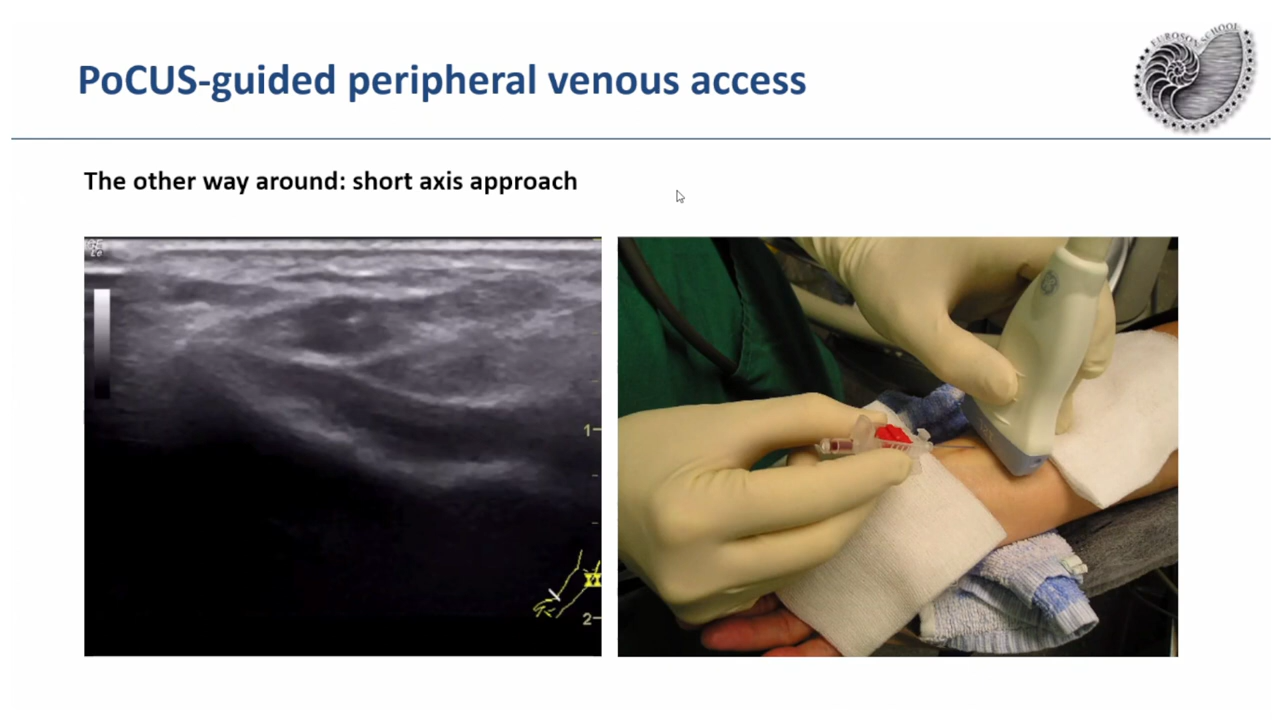 PoCUS-guided peripheral venous access
EUROSON SCHOOL
The other way around: short axis approach
1
2